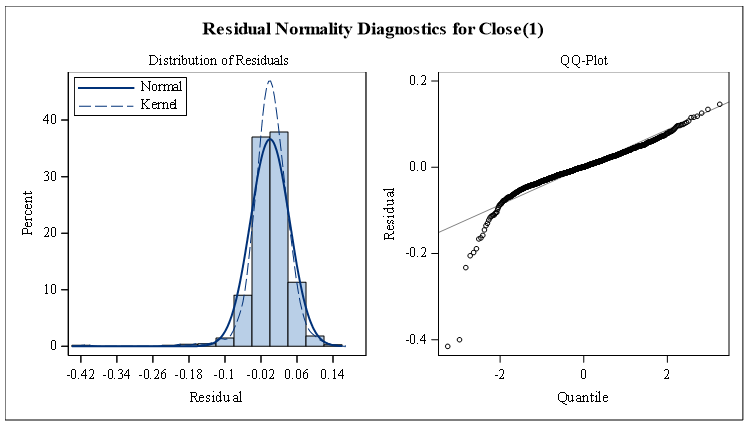 Residual Normality Diagnostics for Close(1)
Distribution of Residuals
Normal
Kernel
40
30
20
10
0
Percent
-0.42 -0.34 -0.26 -0.18 -0.1 -0.02 0.06 0.14
Residual
QQ-Plot
0.2
0.0
-0.2
-0.4
Residual
-2 0 2
Quantile